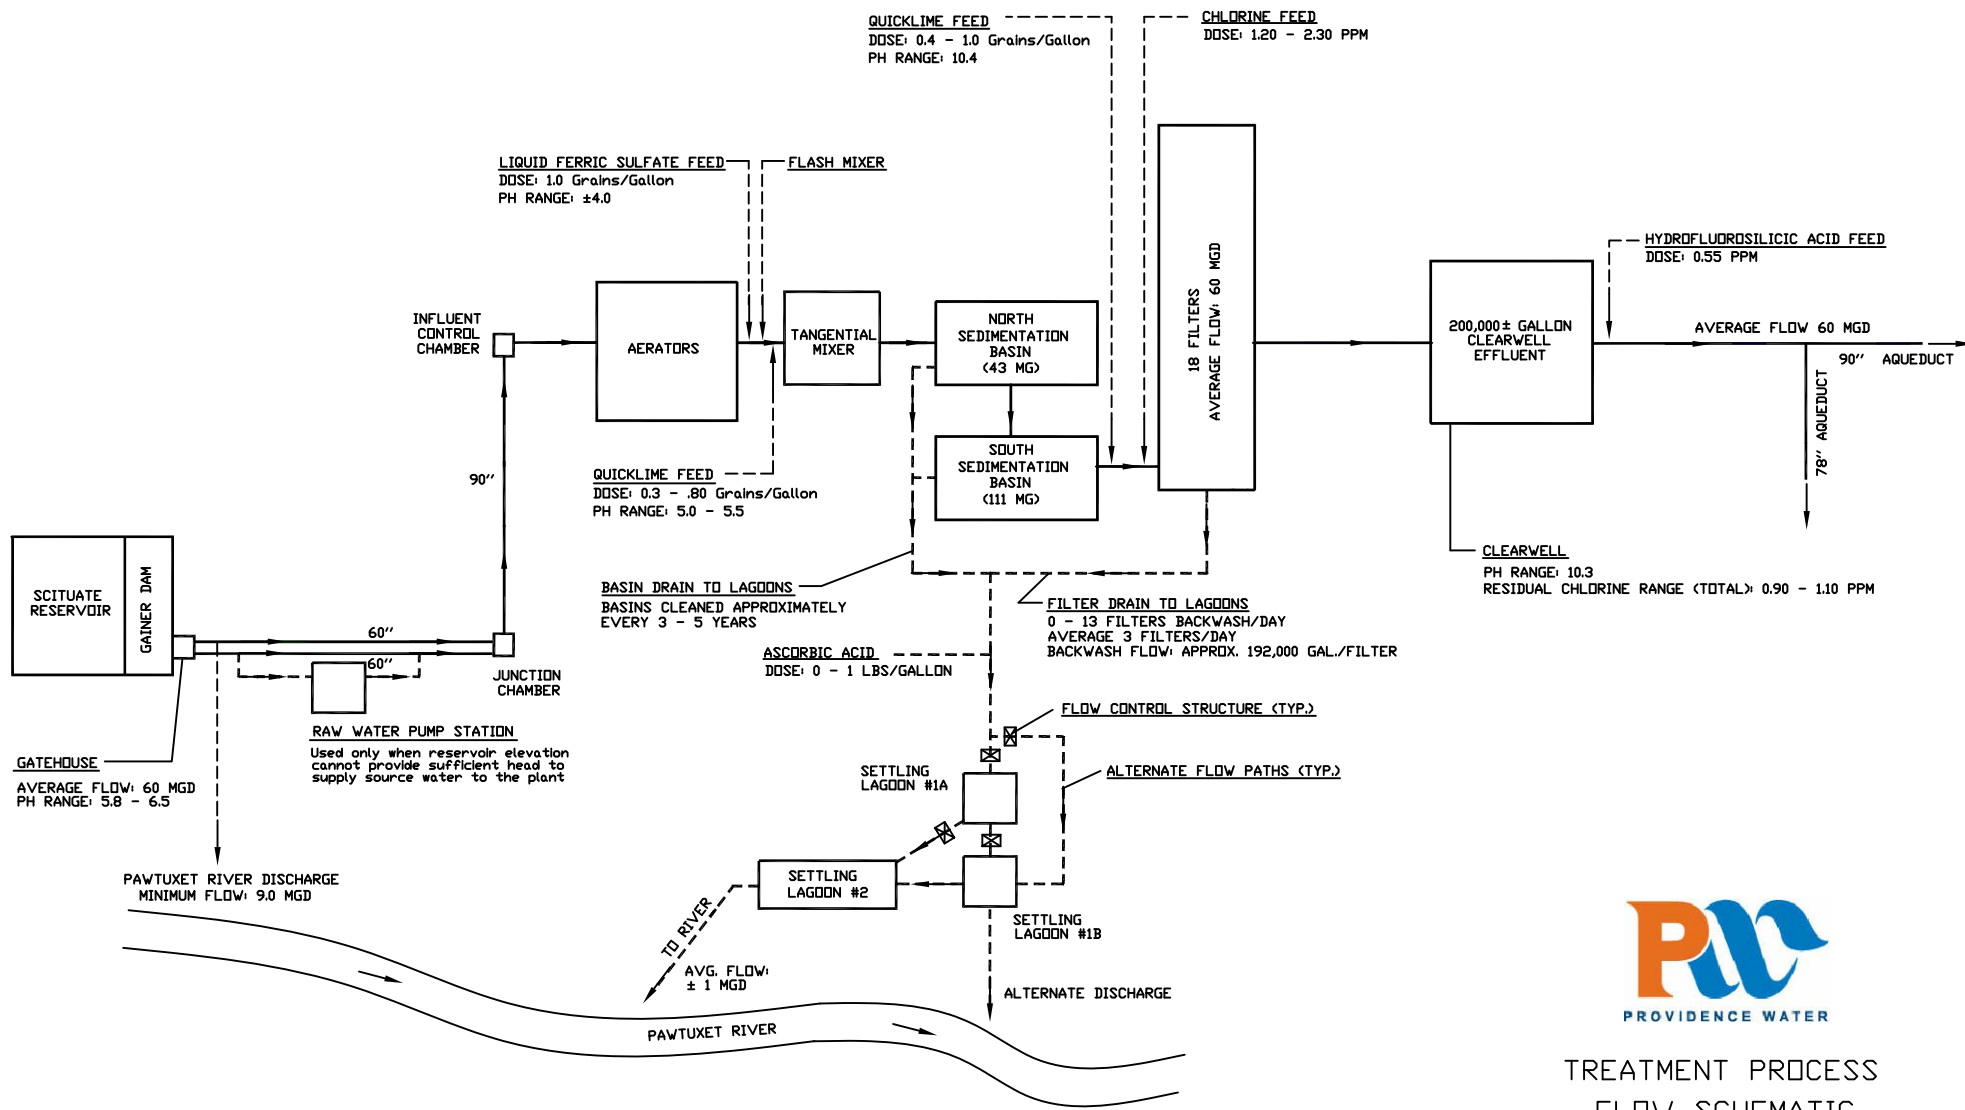 QUICKLIME FEED
DOSE: 0.4 - 1.0 Grains/Gallon
PH RANGE: 10.4
CHLORINE FEED
DOSE: 1.20 - 2.30 PPM
LIQUID FERRIC SULFATE FEED
DOSE: 1.0 Grains/Gallon
PH RANGE: ±4.0
FLASH MIXER
HYDROFLUOROSILICIC ACID FEED
DOSE: 0.55 PPM
INFLUENT
CONTROL
CHAMBER
AERATORS
TANGENTIAL
MIXER
NORTH
SEDIMENTATION
BASIN
(43 MG)
18 FILTERS
AVERAGE FLOW: 60 MGD
200,000± GALLON
CLEARWELL
EFFLUENT
AVERAGE FLOW 60 MGD
90" AQUEDUCT
78" AQUEDUCT
SOUTH
SEDIMENTATION
BASIN
(111 MG)
90"
QUICKLIME FEED
DOSE: 0.3 - .80 Grains/Gallon
PH RANGE: 5.0 - 5.5
CLEARWELL
PH RANGE: 10.3
RESIDUAL CHLORINE RANGE (TOTAL): 0.90 - 1.10 PPM
SCITUATE
RESERVOIR
GAINER DAM
60"
60"
JUNCTION
CHAMBER
BASIN DRAIN TO LAGOONS
BASINS CLEANED APPROXIMATELY
EVERY 3 - 5 YEARS
FILTER DRAIN TO LAGOONS
0 - 13 FILTERS BACKWASH/DAY
AVERAGE 3 FILTERS/DAY
BACKWASH FLOW: APPROX. 192,000 GAL./FILTER
ASCORBIC ACID
DOSE: 0 - 1 LBS/GALLON
RAW WATER PUMP STATION
Used only when reservoir elevation
cannot provide sufficient head to
supply source water to the plant
GATEHOUSE
AVERAGE FLOW: 60 MGD
PH RANGE: 5.8 - 6.5
FLOW CONTROL STRUCTURE (TYP.)
SETTLING
LAGOON #1A
ALTERNATE FLOW PATHS (TYP.)
PAWTUXET RIVER DISCHARGE
MINIMUM FLOW: 9.0 MGD
SETTLING
LAGOON #2
SETTLING
LAGOON #1B
TO RIVER
AVG. FLOW:
± 1 MGD
ALTERNATE DISCHARGE
PAWTUXET RIVER
PW
PROVIDENCE WATER
TREATMENT PROCESS
FLOW SCHEMATIC